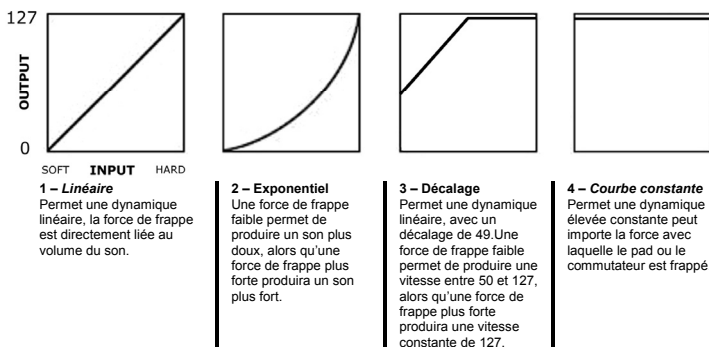 127
OUTPUT
0
SOFT INPUT HARD
1 – Linéaire
Permet une dynamique
linéaire, la force de frappe
est directement liée au
volume du son.
2 – Exponentiel
Une force de frappe
faible permet de
produire un son plus
doux, alors qu'une
force de frappe plus
forte produira un son
plus fort.
3 – Décalage
Permet une dynamique
linéaire, avec un
décalage de 49.Une
force de frappe faible
permet de produire une
vitesse entre 50 et 127,
alors qu'une force de
frappe plus forte
produira une vitesse
constante de 127.
4 – Courbe constante
Permet une dynamique
élevée constante peut
importe la force avec
laquelle le pad ou le
commutateur est frappé